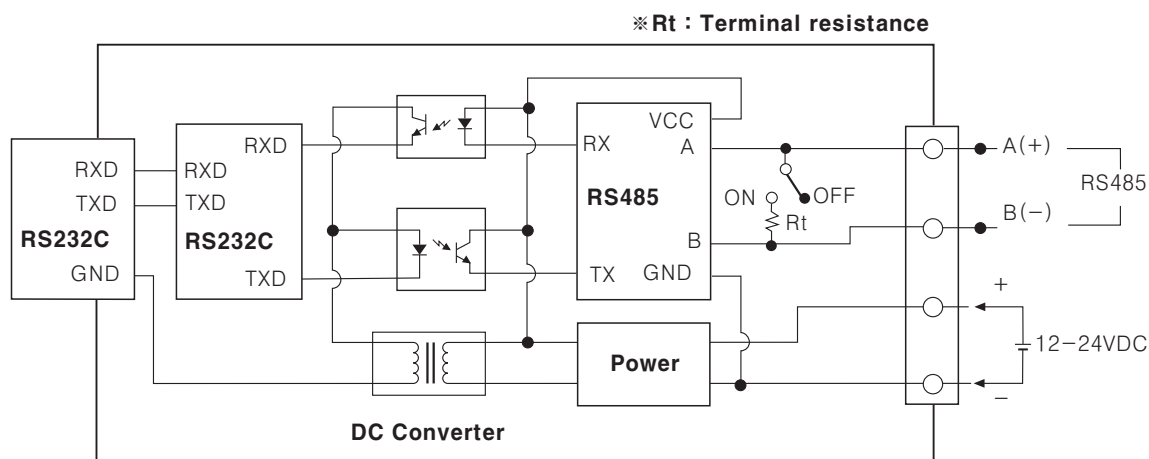 ※Rt : Terminal resistance
RXD
TXD
RS232C
GND
RXD
RXD
TXD
RS232C
TXD
VCC
RX
A
RS485
B
TX
GND
ON
OFF
Rt
A(+)
RS485
B(−)
+
12−24VDC
−
Power
DC Converter